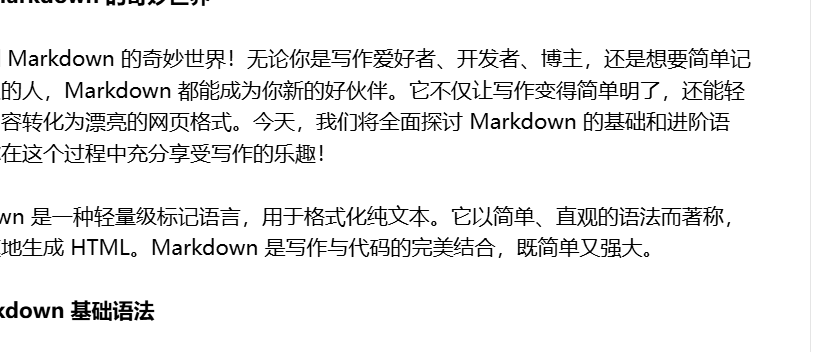 Markdown 的奇妙世界
Markdown 的奇妙世界！无论你是写作爱好者、开发者、博主，还是想要简单记
的人，Markdown 都能成为你新的好伙伴。它不仅让写作变得简单明了，还能轻
容转化为漂亮的网页格式。今天，我们将全面探讨 Markdown 的基础和进阶语
在这个过程中充分享受写作的乐趣！
wn 是一种轻量级标记语言，用于格式化纯文本。它以简单、直观的语法而著称，
地生成 HTML。Markdown 是写作与代码的完美结合，既简单又强大。
kdown 基础语法